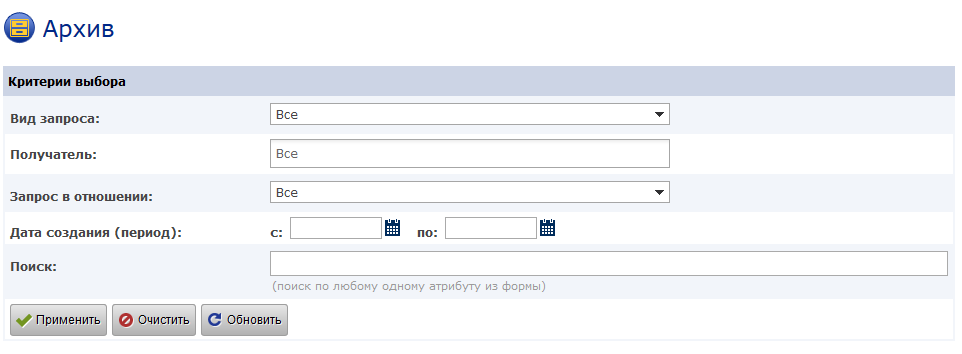 Архив
Критерии выбора
Вид запроса: Все
Получатель: Все
Запрос в отношении: Все
Дата создания (период): с: по:
Поиск:
(поиск по любому одному атрибуту из формы)
Применить Очистить Обновить